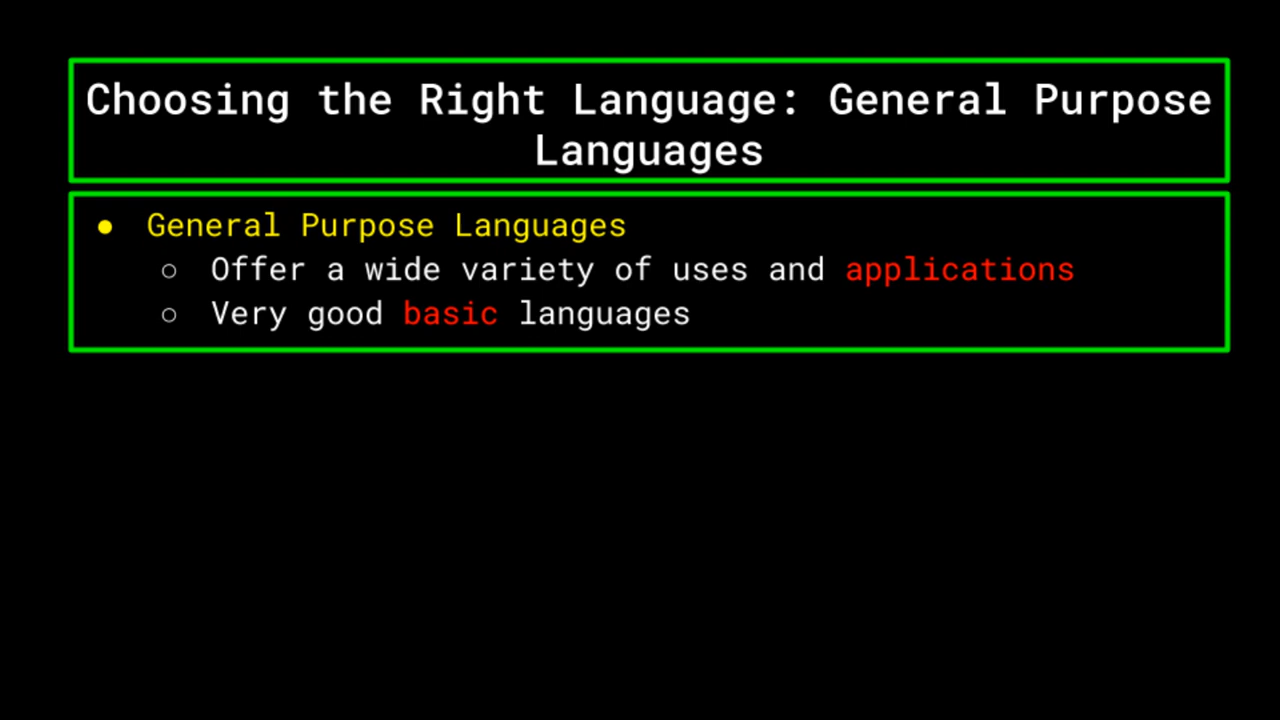 Choosing the Right Language: General Purpose
Languages
● General Purpose Languages
○ Offer a wide variety of uses and applications
○ Very good basic languages